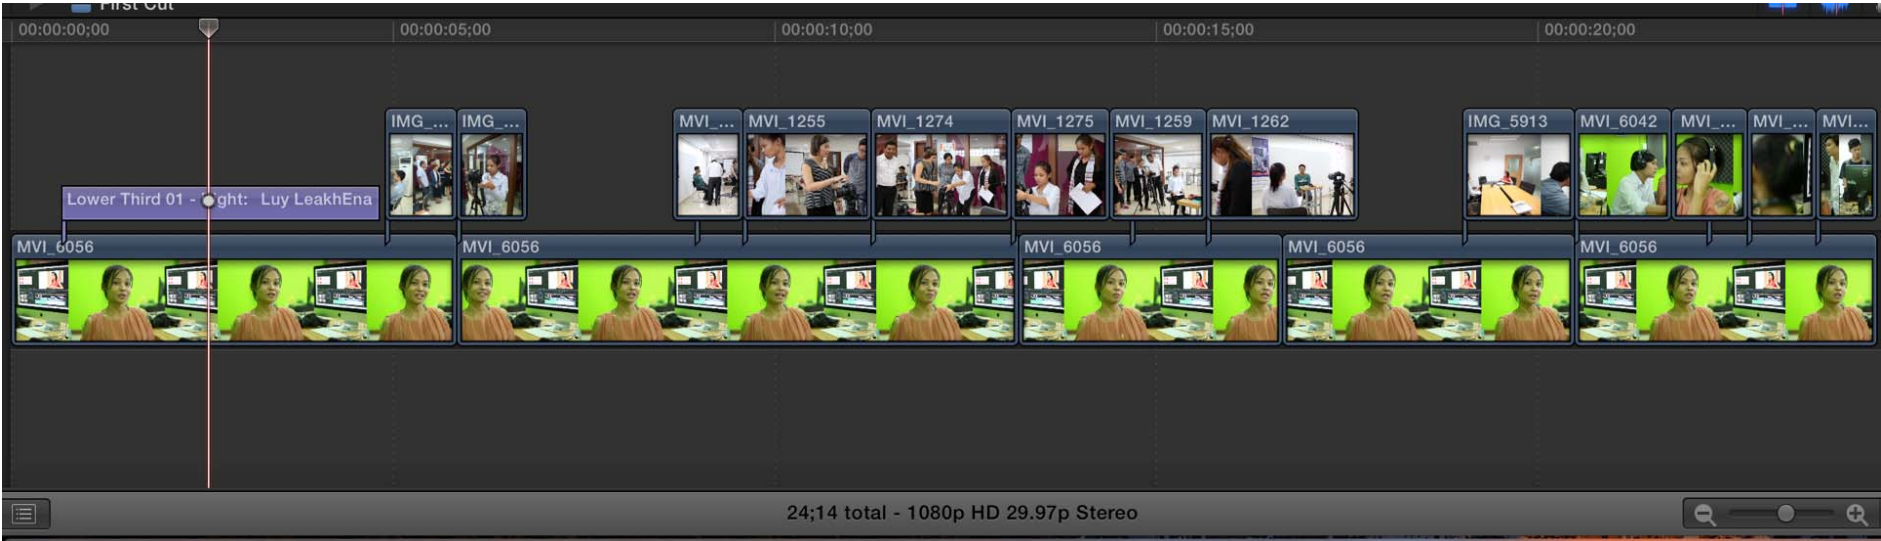 First Cut
00:00:00;00 00:00:05;00 00:00:10;00 00:00:15;00 00:00:20;00
IMG_... IMG_... MVI_... MVI_1255 MVI_1274 MVI_1275 MVI_1259 MVI_1262 IMG_5913 MVI_6042 MVI_... MVI_... MVI...
Lower Third 01 - ght: Luy LeakhEna
MVI_6056 MVI_6056 MVI_6056 MVI_6056 MVI_6056
24;14 total - 1080p HD 29.97p Stereo